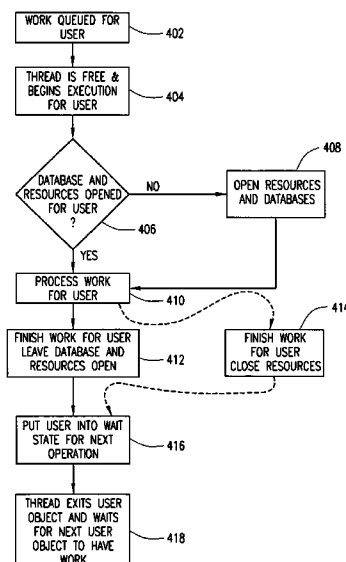 WORK QUEUED FOR
USER
402
THREAD IS FREE &
BEGINS EXECUTION
FOR USER
404
DATABASE AND
RESOURCES OPENED
FOR USER
?
406
NO
408
OPEN RESOURCES
AND DATABASES
YES
PROCESS WORK
FOR USER
410
FINISH WORK FOR USER
LEAVE DATABASE AND
RESOURCES OPEN
412
414
FINISH WORK
FOR USER
CLOSE RESOURCES
PUT USER INTO WAIT
STATE FOR NEXT
OPERATION
416
THREAD EXITS USER
OBJECT AND WAITS
FOR NEXT USER
OBJECT TO HAVE
WORK
418